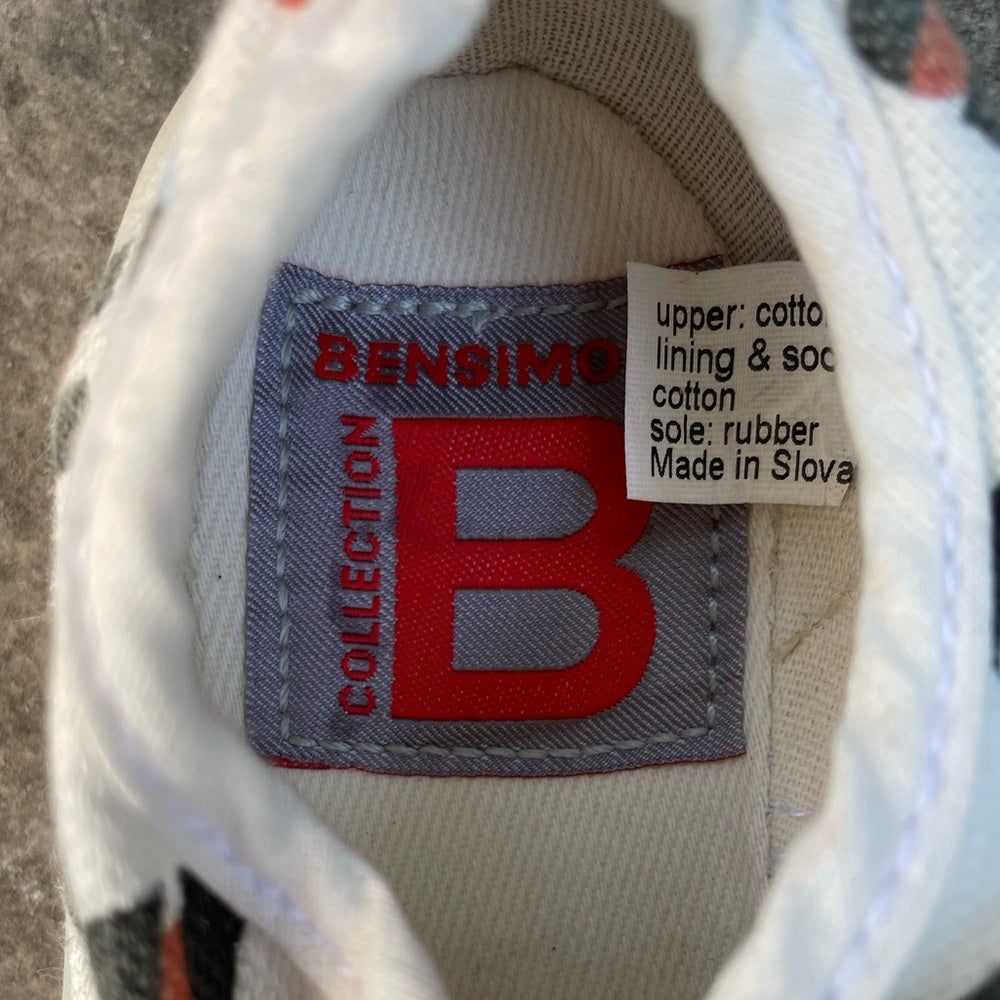 BENSIMO
COLLECTION
B
upper: cotto
lining & soc
cotton
sole: rubber
Made in Slova